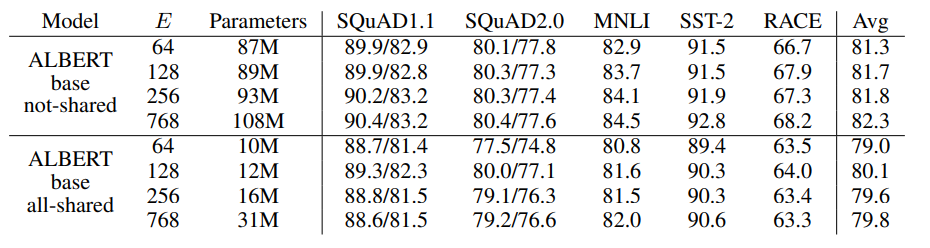 Model E Parameters SQuAD1.1 SQuAD2.0 MNLI SST-2 RACE Avg
ALBERT base not-shared
64 87M 89.9/82.9 80.1/77.8 82.9 91.5 66.7 81.3
128 89M 89.9/82.8 80.3/77.3 83.7 91.5 67.9 81.7
256 93M 90.2/83.2 80.3/77.4 84.1 91.9 67.3 81.8
768 108M 90.4/83.2 80.4/77.6 84.5 92.8 68.2 82.3
ALBERT base all-shared
64 10M 88.7/81.4 77.5/74.8 80.8 89.4 63.5 79.0
128 12M 89.3/82.3 80.0/77.1 81.6 90.3 64.0 80.1
256 16M 88.8/81.5 79.1/76.3 81.5 90.3 63.4 79.6
768 31M 88.6/81.5 79.2/76.6 82.0 90.6 63.3 79.8